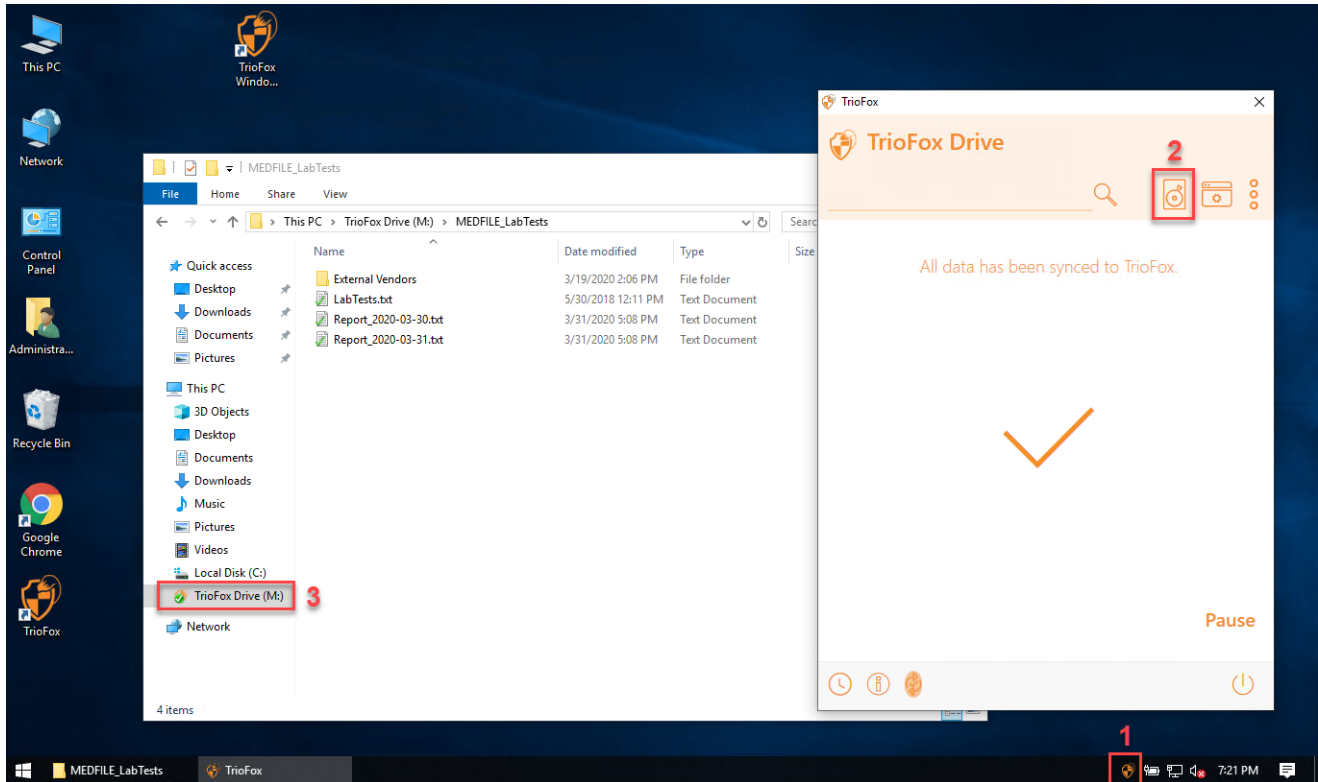 This PC
TrioFox
Windo...
Network
Control
Panel
Administra...
Recycle Bin
Google
Chrome
TrioFox
MEDFILE_LabTests
File Home Share View
This PC > TrioFox Drive (M:) > MEDFILE_LabTests
Searc
Name Date modified Type Size
Quick access
Desktop
Downloads
Documents
Pictures
This PC
3D Objects
Desktop
Documents
Downloads
Music
Pictures
Videos
Local Disk (C:)
TrioFox Drive (M:)
3
Network
External Vendors 3/19/2020 2:06 PM File folder
LabTests.txt 5/30/2018 12:11 PM Text Document
Report_2020-03-30.txt 3/31/2020 5:08 PM Text Document
Report_2020-03-31.txt 3/31/2020 5:08 PM Text Document
4 items
TrioFox
TrioFox Drive
2
All data has been synced to TrioFox.
Pause
1
MEDFILE_LabTests
TrioFox
7:21 PM